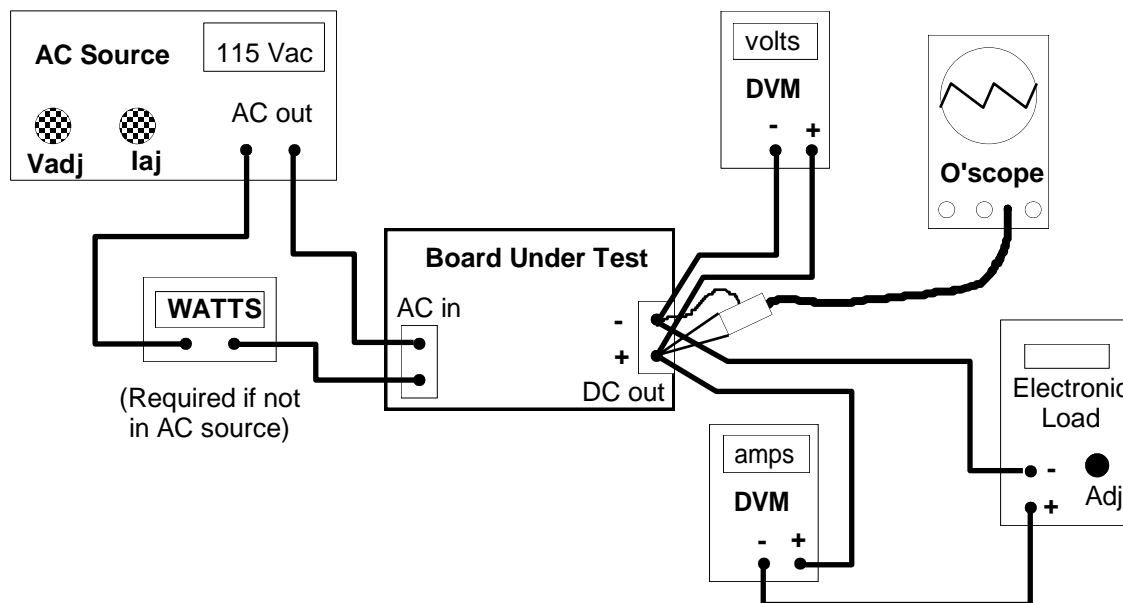 AC Source
115 Vac
AC out
Vadj
Iaj
volts
DVM
- +
O'scope
Board Under Test
WATTS
AC in
-
+
DC out
(Required if not
in AC source)
Electronic
Load
-
+
Adj
amps
DVM
- +